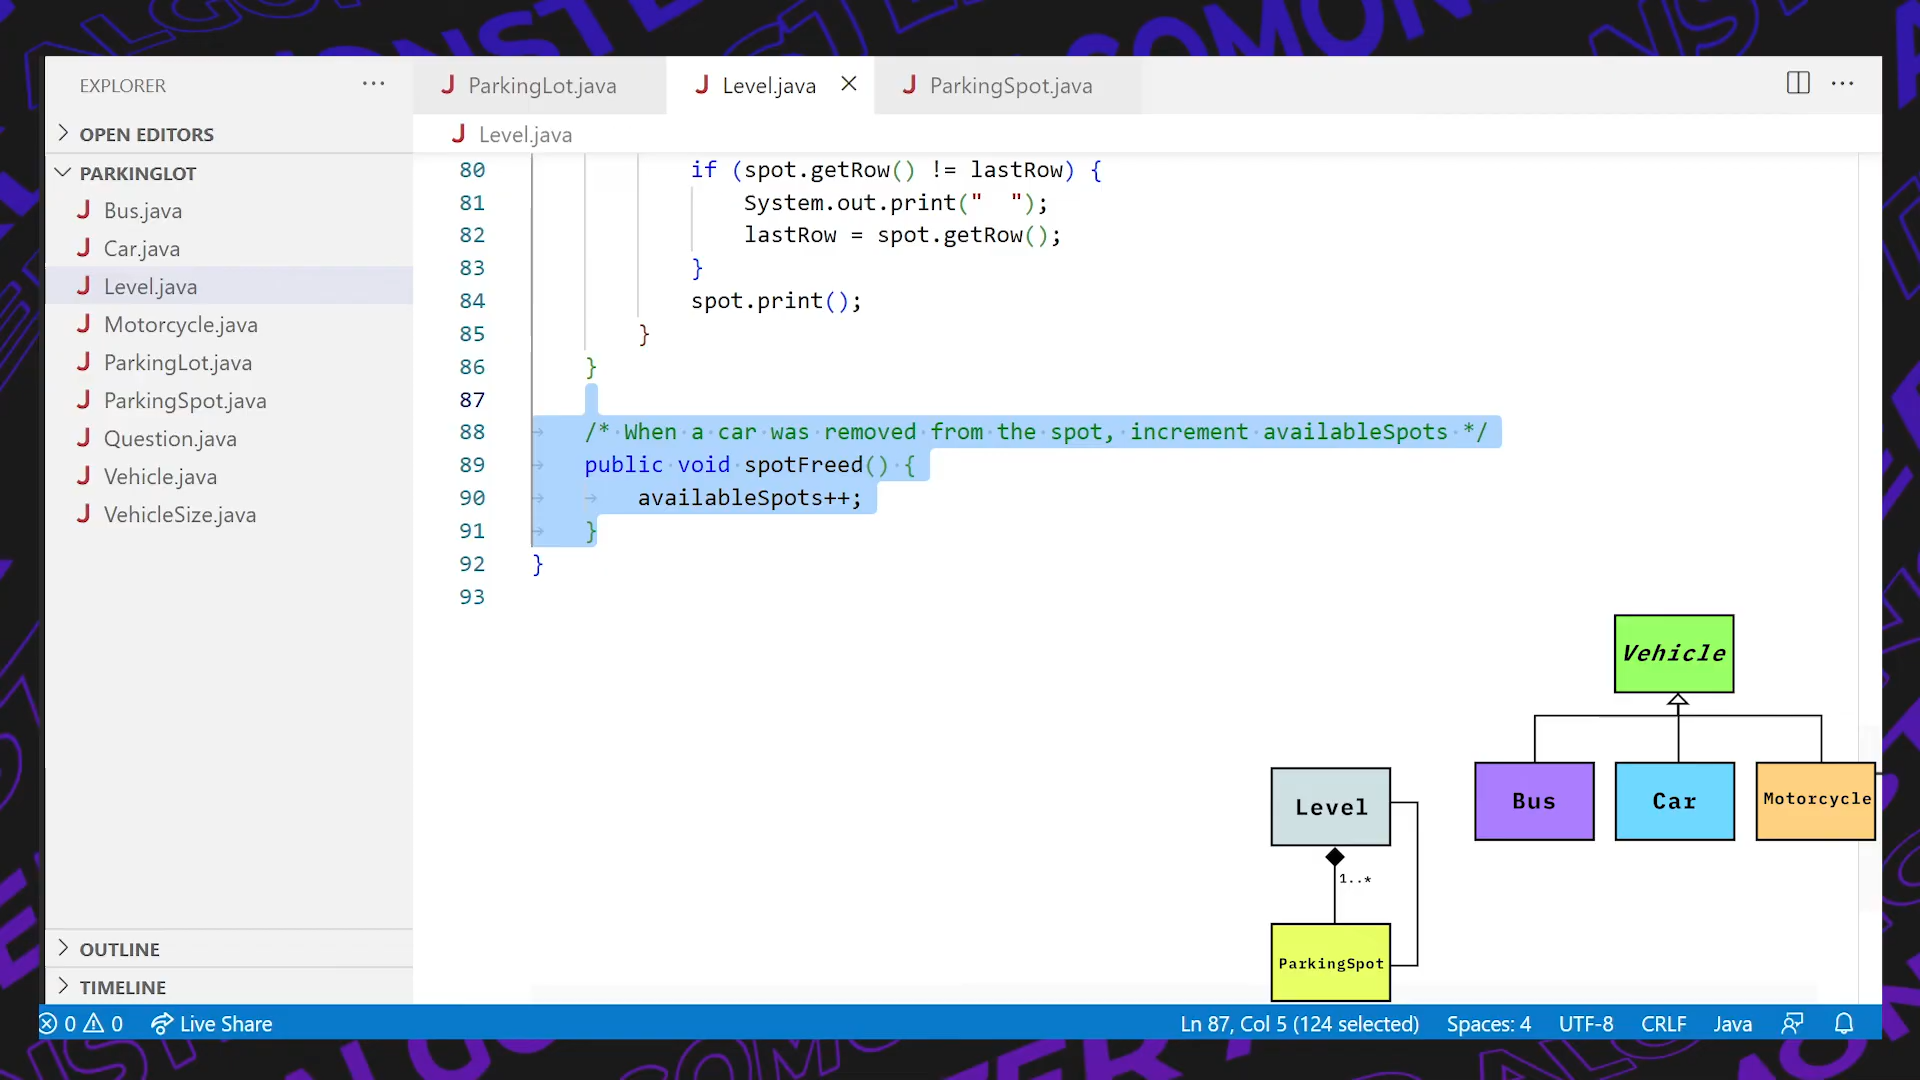 EXPLORER
OPEN EDITORS
PARKINGLOT
Bus.java
Car.java
Level.java
Motorcycle.java
ParkingLot.java
ParkingSpot.java
Question.java
Vehicle.java
VehicleSize.java
OUTLINE
TIMELINE
ParkingLot.java
Level.java
ParkingSpot.java
Level.java
80 if (spot.getRow() != lastRow) {
81 System.out.print("  ");
82 lastRow = spot.getRow();
83 }
84 spot.print();
85 }
86 }
87
88 /* When a car was removed from the spot, increment availableSpots */
89 public void spotFreed() {
90 availableSpots++;
91 }
92 }
93
Vehicle
Bus
Car
Motorcycle
Level
1..*
ParkingSpot
0
0
Live Share
Ln 87, Col 5 (124 selected)
Spaces: 4
UTF-8
CRLF
Java